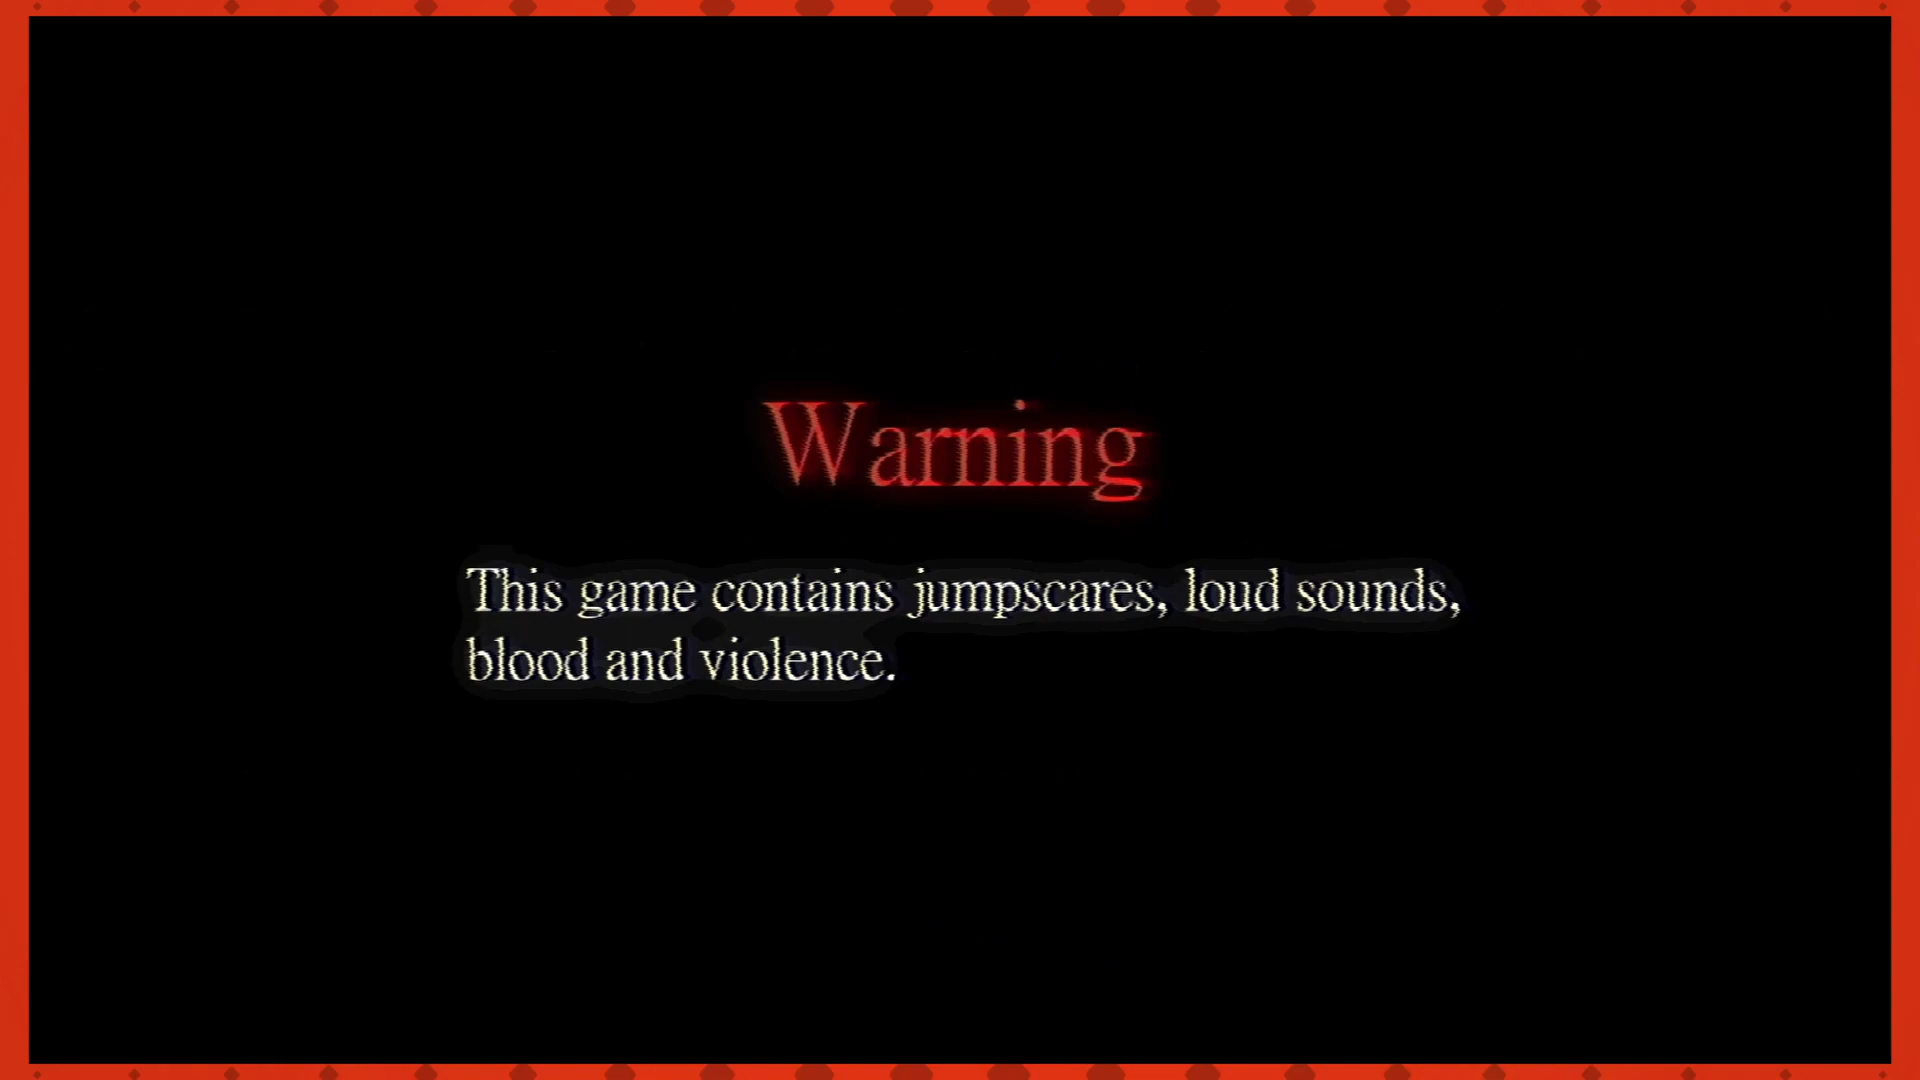 Warning
This game contains jumpscares, loud sounds,
blood and violence.